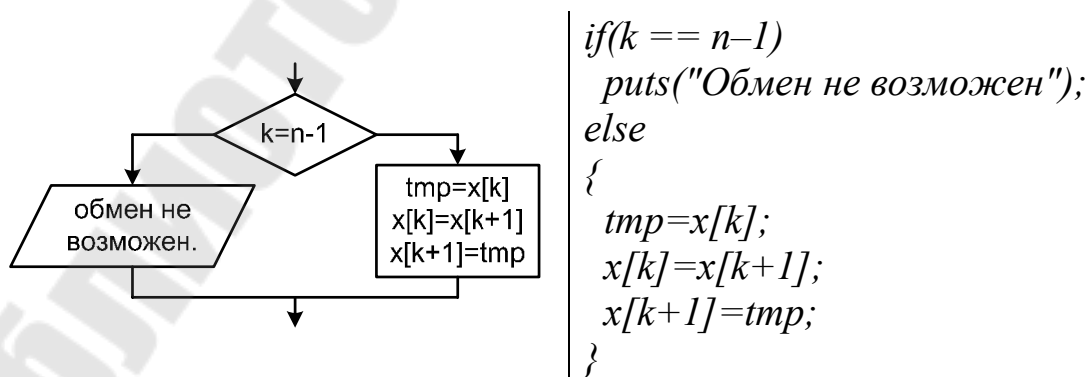 k=n-1
обмен не
возможен.
tmp=x[k]
x[k]=x[k+1]
x[k+1]=tmp
if(k == n–1)
puts("Обмен не возможен");
else
{
tmp=x[k];
x[k]=x[k+1];
x[k+1]=tmp;
}